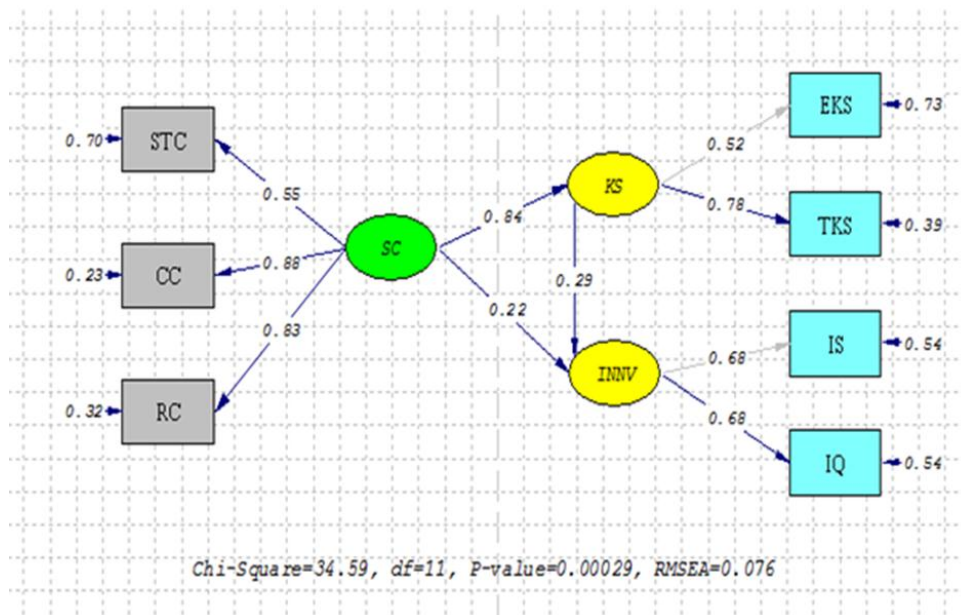 EKS
0.73
STC
0.70
0.52
KS
0.55
0.78
0.84
TKS
0.39
SC
CC
0.23
0.88
0.29
0.22
0.83
IS
0.54
0.68
INNV
RC
0.32
0.68
IQ
0.54
Chi-Square=34.59, df=11, P-value=0.00029, RMSEA=0.076